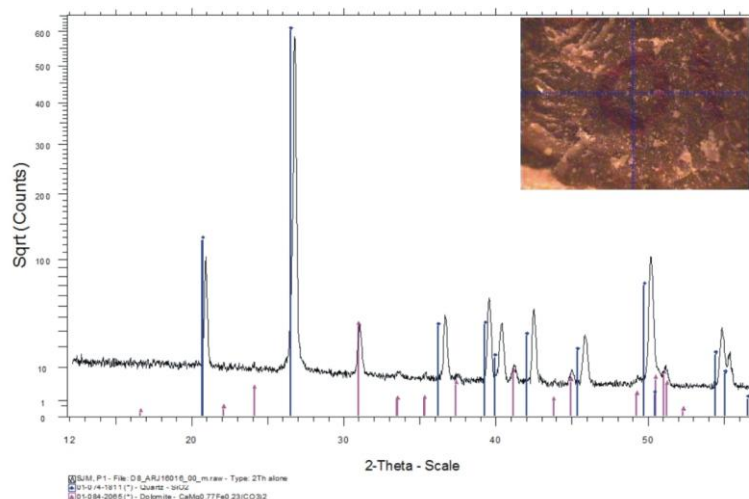 Sqrt (Counts)
600
500
400
300
200
100
10
1
0
12
20
30
40
50
2-Theta - Scale
SJM, P1 - File: D8_ARJ16016_00_m.raw - Type: 2Th alone
01-074-1811 (*) - Quartz - SiO2
01-084-2065 (*) - Dolomite - CaMg0.77Fe0.23(CO3)2